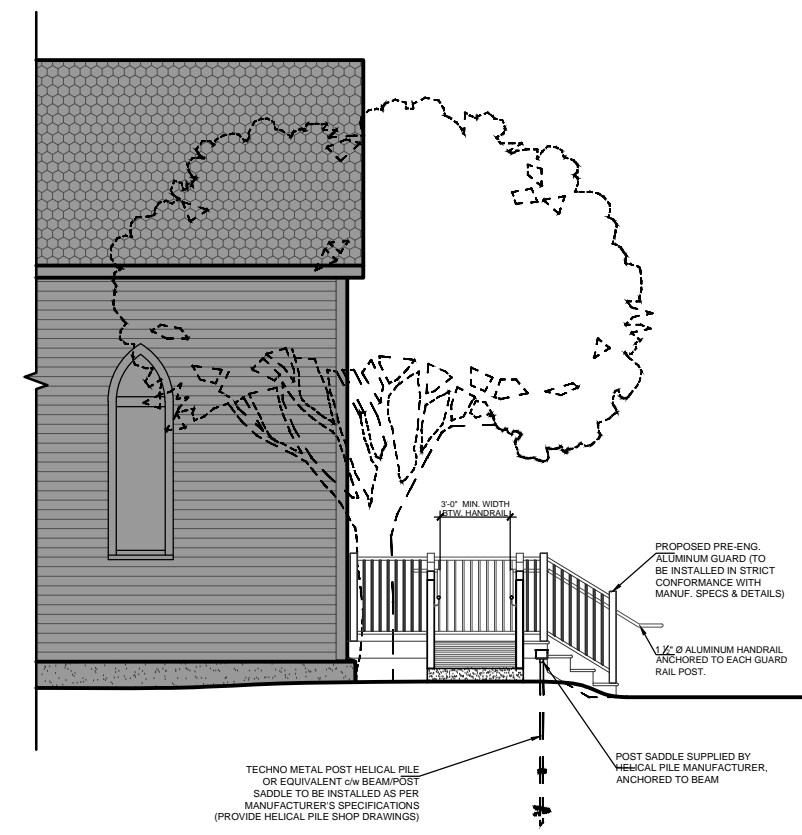 3'-0" MIN. WIDTH
BTW. HANDRAIL
PROPOSED PRE-ENG.
ALUMINUM GUARD (TO
BE INSTALLED IN STRICT
CONFORMANCE WITH
MANUF. SPECS & DETAILS)
1 ½" Ø ALUMINUM HANDRAIL
ANCHORED TO EACH GUARD
RAIL POST.
POST SADDLE SUPPLIED BY
HELICAL PILE MANUFACTURER,
ANCHORED TO BEAM
TECHNO METAL POST HELICAL PILE
OR EQUIVALENT c/w BEAM/POST
SADDLE TO BE INSTALLED AS PER
MANUFACTURER'S SPECIFICATIONS
(PROVIDE HELICAL PILE SHOP DRAWINGS)